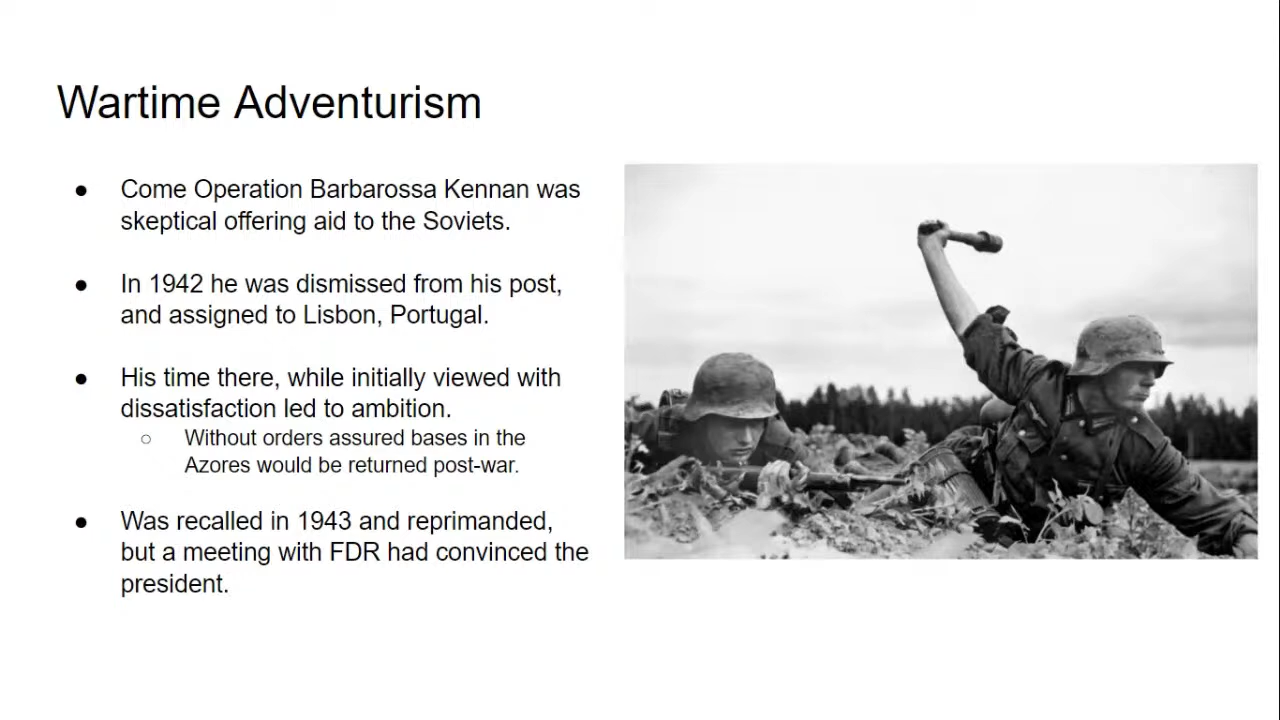 Wartime Adventurism
● Come Operation Barbarossa Kennan was
skeptical offering aid to the Soviets.
● In 1942 he was dismissed from his post,
and assigned to Lisbon, Portugal.
● His time there, while initially viewed with
dissatisfaction led to ambition.
○ Without orders assured bases in the
Azores would be returned post-war.
● Was recalled in 1943 and reprimanded,
but a meeting with FDR had convinced the
president.